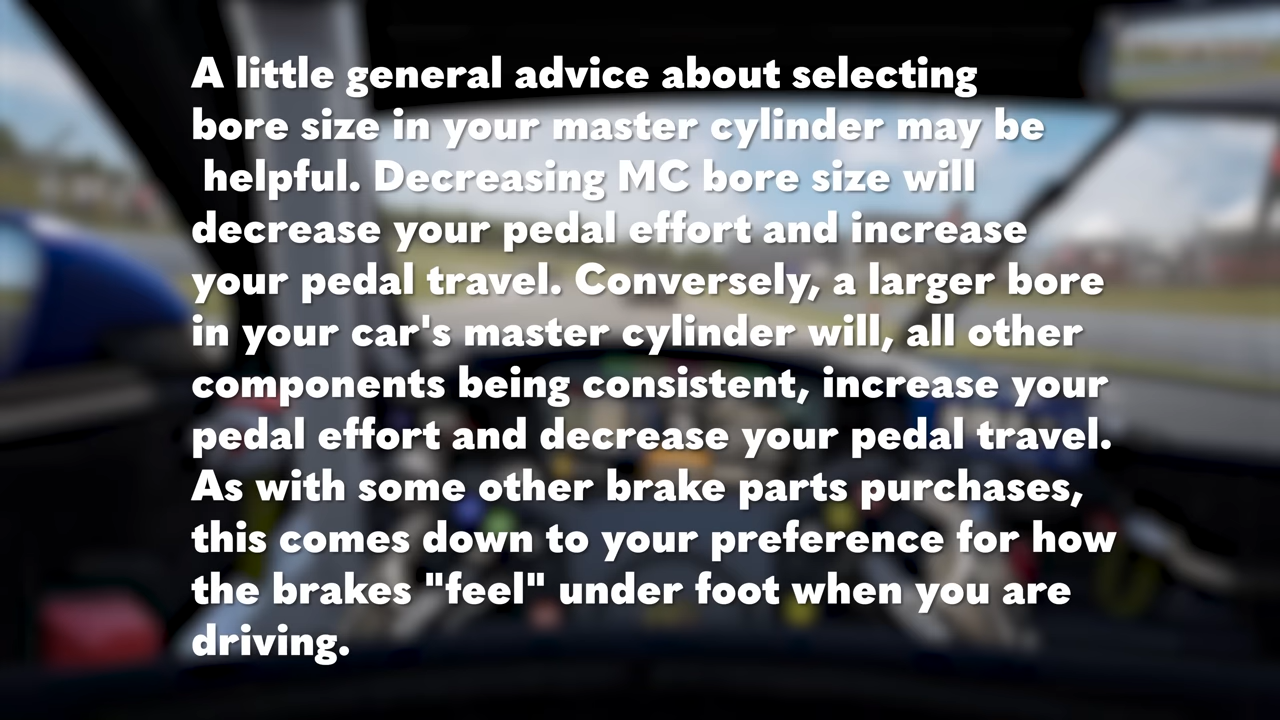 A little general advice about selecting
bore size in your master cylinder may be
helpful. Decreasing MC bore size will
decrease your pedal effort and increase
your pedal travel. Conversely, a larger bore
in your car's master cylinder will, all other
components being consistent, increase your
pedal effort and decrease your pedal travel.
As with some other brake parts purchases,
this comes down to your preference for how
the brakes "feel" under foot when you are
driving.